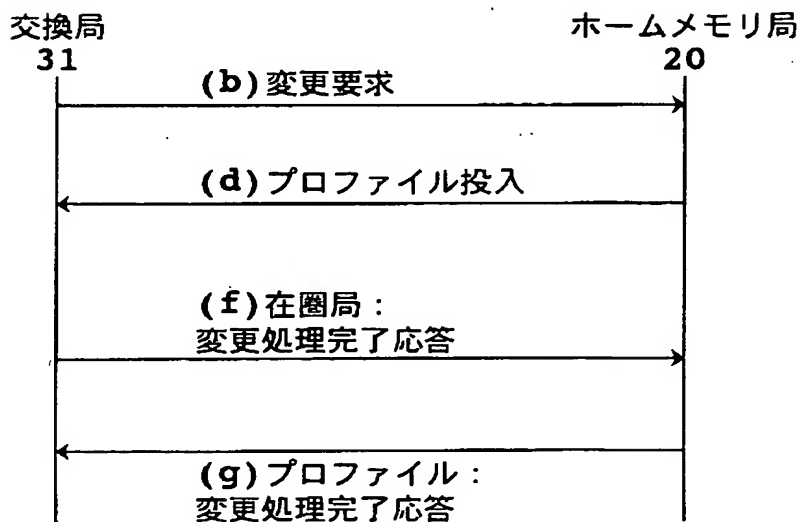 交換局 ホームメモリ局
31 20
(b)変更要求
(d)プロファイル投入
(f)在圏局：
変更処理完了応答
(g)プロファイル：
変更処理完了応答